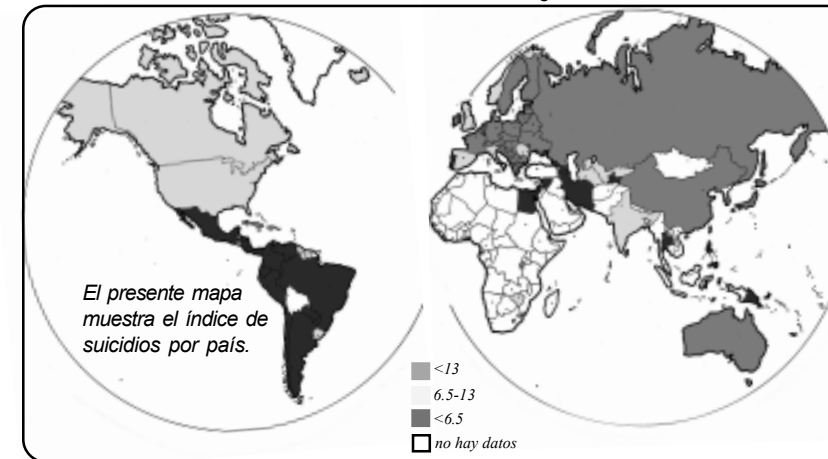 El presente mapa
muestra el índice de
suicidios por país.
<13
6.5-13
<6.5
no hay datos